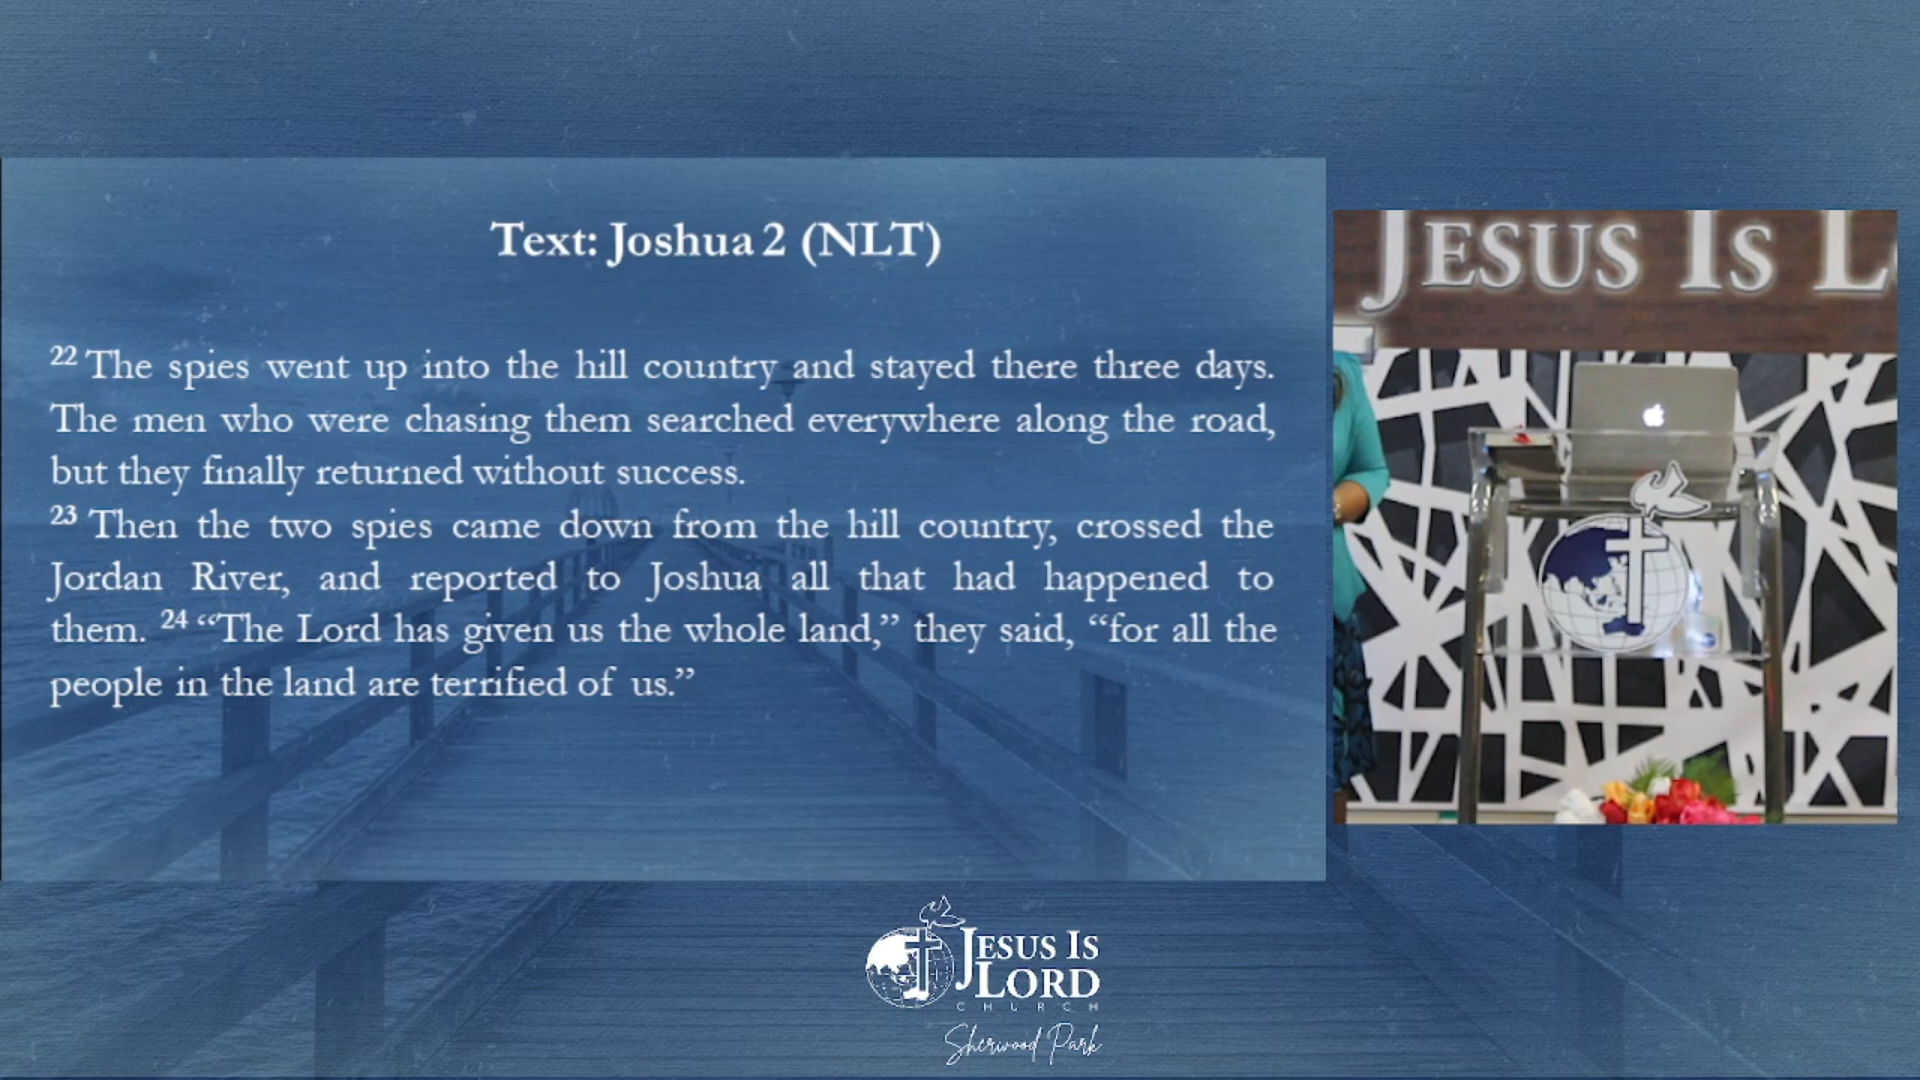 Text: Joshua 2 (NLT)
22 The spies went up into the hill country and stayed there three days.
The men who were chasing them searched everywhere along the road,
but they finally returned without success.
23 Then the two spies came down from the hill country, crossed the
Jordan River, and reported to Joshua all that had happened to
them. 24 “The Lord has given us the whole land,” they said, “for all the
people in the land are terrified of us.”
JESUS IS L
JESUS IS
LORD
CHURCH
Sherwood Park